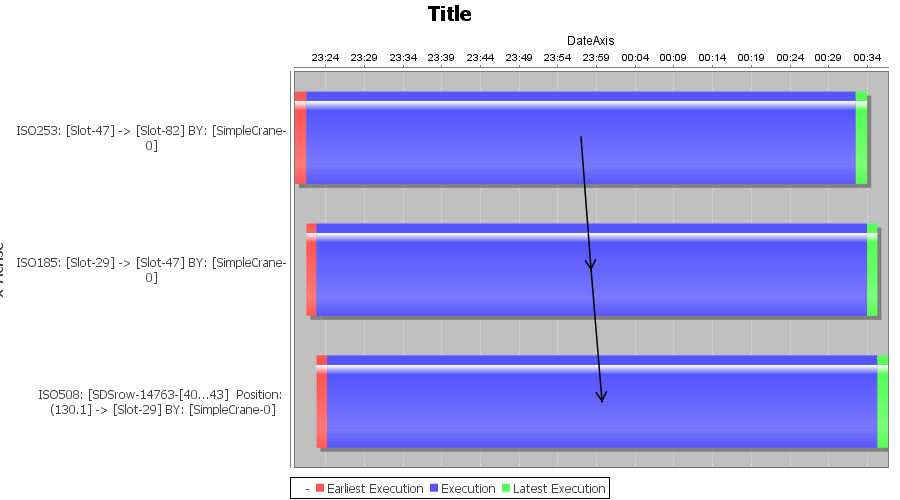 Title
DateAxis
23:24 23:29 23:34 23:39 23:44 23:49 23:54 23:59 00:04 00:09 00:14 00:19 00:24 00:29 00:34
ISO253: [Slot-47] -> [Slot-82] BY: [SimpleCrane-
0]
ISO185: [Slot-29] -> [Slot-47] BY: [SimpleCrane-
0]
ISO508: [SDSrow-14763-[40...43] Position:
(130.1] -> [Slot-29] BY: [SimpleCrane-0]
- Earliest Execution Execution Latest Execution